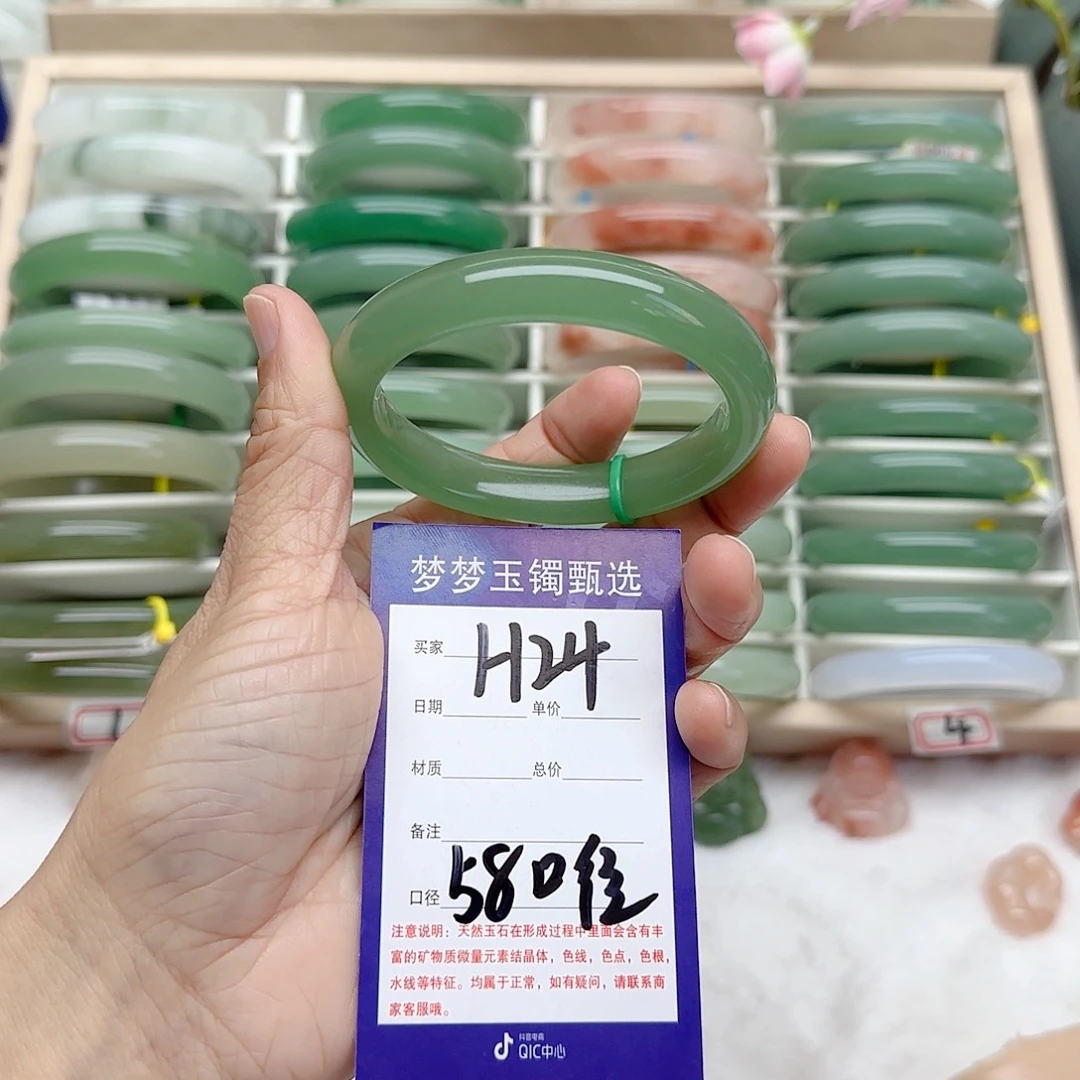 梦梦玉镯甄选
买家 H24
日期 单价
材质 总价
备注
口径 58口径
注意说明：天然玉石在形成过程中里面会含有丰
富的矿物质微量元素结晶体，色线，色点，色根，
水线等特征。均属于正常，如有疑问，请联系商
家客服哦。
抖音电商
QIC中心
4